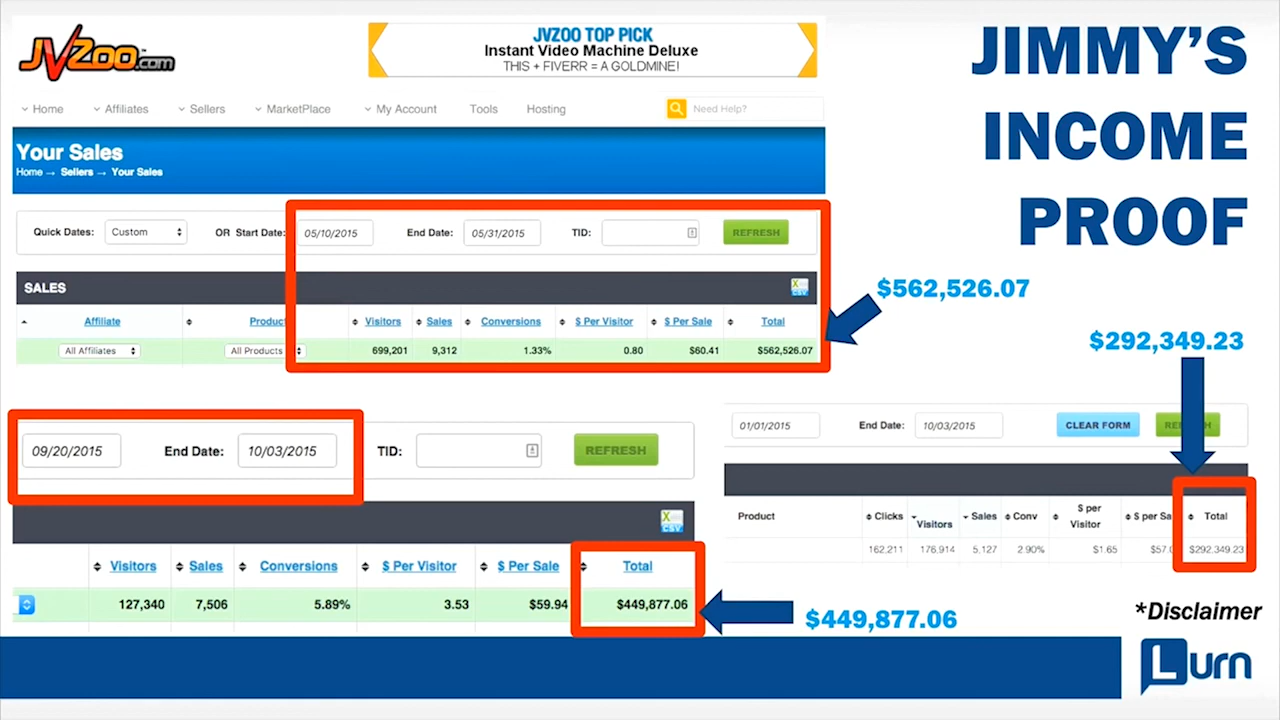 JVZoo.com
JVZOO TOP PICK
Instant Video Machine Deluxe
THIS + FIVERR = A GOLDMINE!
JIMMY'S
INCOME
PROOF
Home Affiliates Sellers MarketPlace My Account Tools Hosting Need Help?
Your Sales
Home → Sellers → Your Sales
Quick Dates: Custom OR Start Date: 05/10/2015 End Date: 05/31/2015 TID: REFRESH
SALES
X CSV
Affiliate Product Visitors Sales Conversions $ Per Visitor $ Per Sale Total
All Affiliates All Products 699,201 9,312 1.33% 0.80 $60.41 $562,526.07
$562,526.07
$292,349.23
09/20/2015 End Date: 10/03/2015 TID: REFRESH
X CSV
Visitors Sales Conversions $ Per Visitor $ Per Sale Total
127,340 7,506 5.89% 3.53 $59.94 $449,877.06
$449,877.06
01/01/2015 End Date: 10/03/2015 CLEAR FORM
Product Clicks Visitors Sales Conv $ per Visitor Total
162,211 176,914 5,127 2.90% $1.65 $292,349.23
*Disclaimer
Lurn